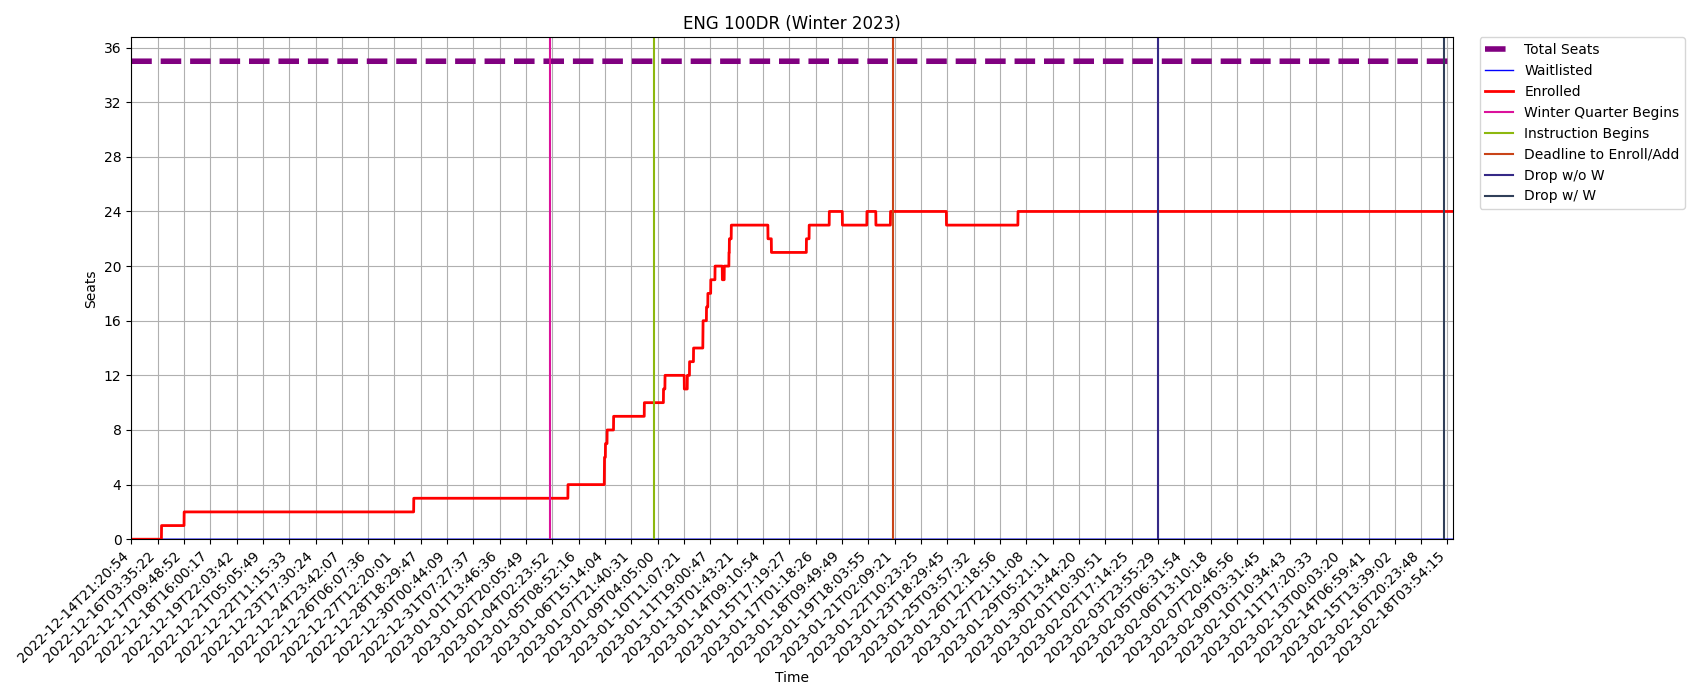 ENG 100DR (Winter 2023)
Total Seats
Waitlisted
Enrolled
Winter Quarter Begins
Instruction Begins
Deadline to Enroll/Add
Drop w/o W
Drop w/ W
Seats
36
32
28
24
20
16
12
8
4
0
2022-12-14T21:20:54
2022-12-16T03:35:22
2022-12-17T09:48:52
2022-12-18T16:00:17
2022-12-19T22:03:42
2022-12-21T05:05:49
2022-12-22T11:15:33
2022-12-23T17:30:24
2022-12-24T23:42:07
2022-12-26T06:07:36
2022-12-27T12:20:01
2022-12-28T18:29:47
2022-12-30T00:44:09
2022-12-31T07:27:37
2023-01-01T13:46:36
2023-01-02T20:05:49
2023-01-04T02:23:52
2023-01-05T08:52:16
2023-01-06T15:14:04
2023-01-07T21:40:31
2023-01-09T04:05:00
2023-01-10T11:07:21
2023-01-11T19:00:47
2023-01-13T01:43:21
2023-01-14T09:10:54
2023-01-15T17:19:27
2023-01-17T01:18:26
2023-01-18T09:49:49
2023-01-19T18:03:55
2023-01-21T02:09:21
2023-01-22T10:23:25
2023-01-23T18:29:45
2023-01-25T03:57:32
2023-01-26T12:18:56
2023-01-27T21:11:08
2023-01-29T05:21:11
2023-01-30T13:44:20
2023-02-01T10:30:51
2023-02-02T17:14:25
2023-02-03T23:55:29
2023-02-05T06:31:54
2023-02-06T13:10:18
2023-02-07T20:46:56
2023-02-09T03:31:45
2023-02-10T10:34:43
2023-02-11T17:20:33
2023-02-13T00:03:20
2023-02-14T06:59:41
2023-02-15T13:39:02
2023-02-16T20:23:48
2023-02-18T03:54:15
Time